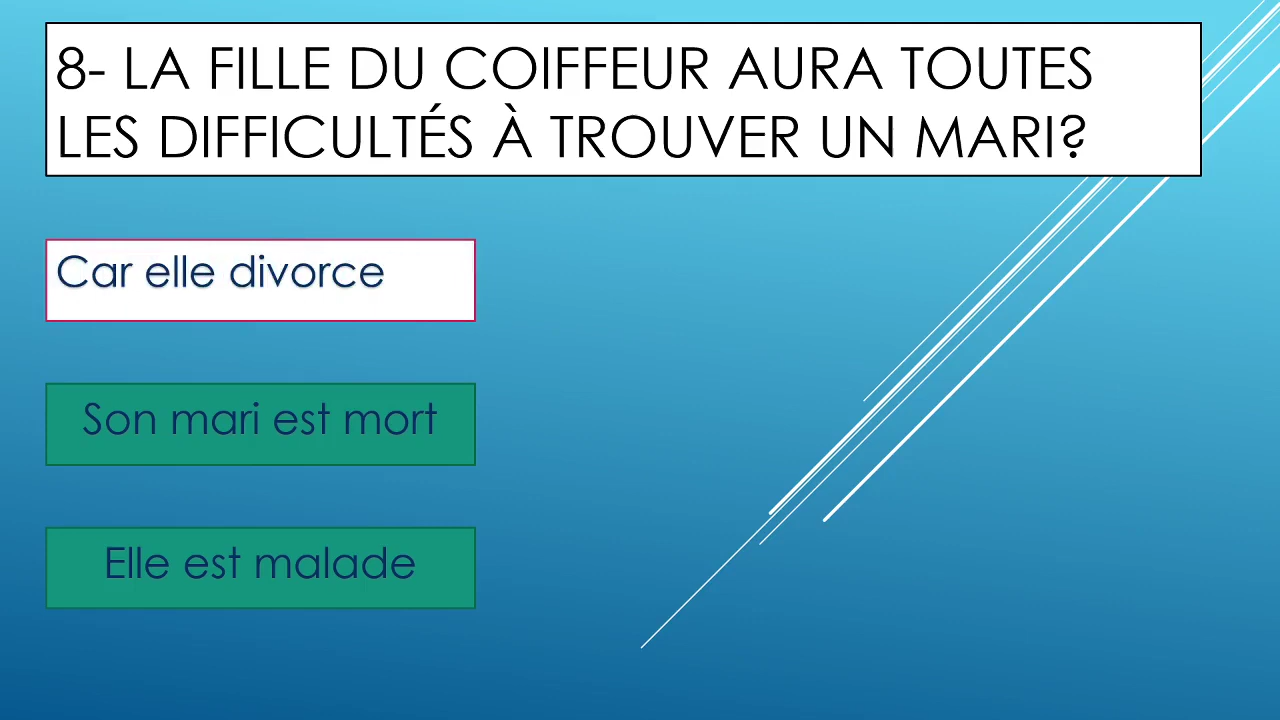 8- LA FILLE DU COIFFEUR AURA TOUTES
LES DIFFICULTÉS À TROUVER UN MARI?
Car elle divorce
Son mari est mort
Elle est malade